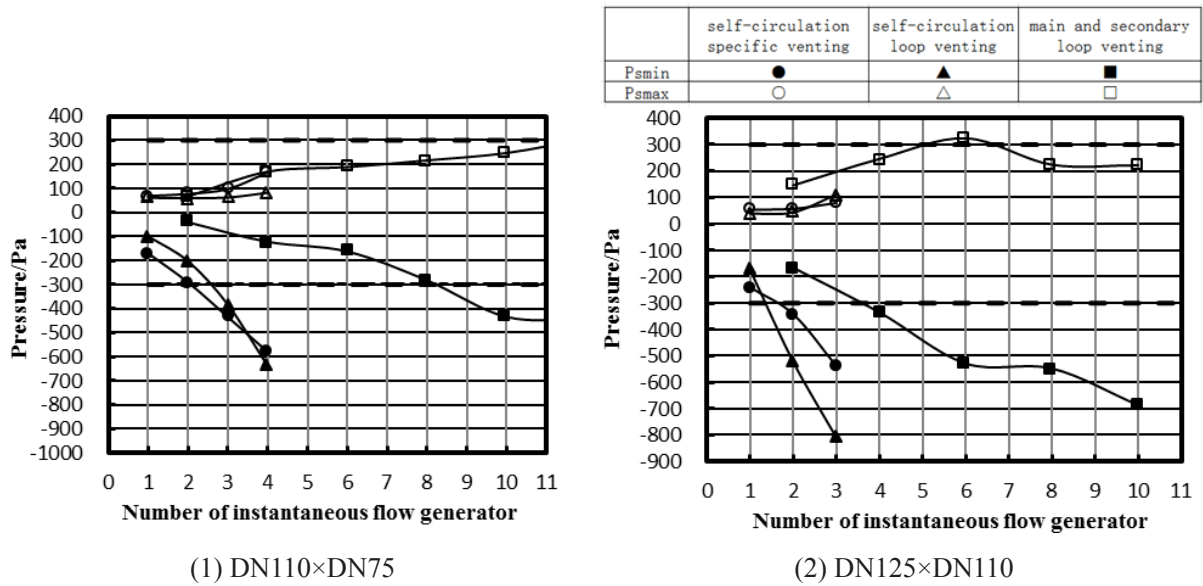 self-circulation specific venting
self-circulation loop venting
main and secondary loop venting
Psmin ● ▲ ■
Psmax ○ △ □
400
300
200
100
0
-100
-200
-300
-400
-500
-600
-700
-800
-900
-1000
Pressure/Pa
0 1 2 3 4 5 6 7 8 9 10 11
Number of instantaneous flow generator
(1) DN110×DN75
400
300
200
100
0
-100
-200
-300
-400
-500
-600
-700
-800
-900
Pressure/Pa
0 1 2 3 4 5 6 7 8 9 10 11
Number of instantaneous flow generator
(2) DN125×DN110